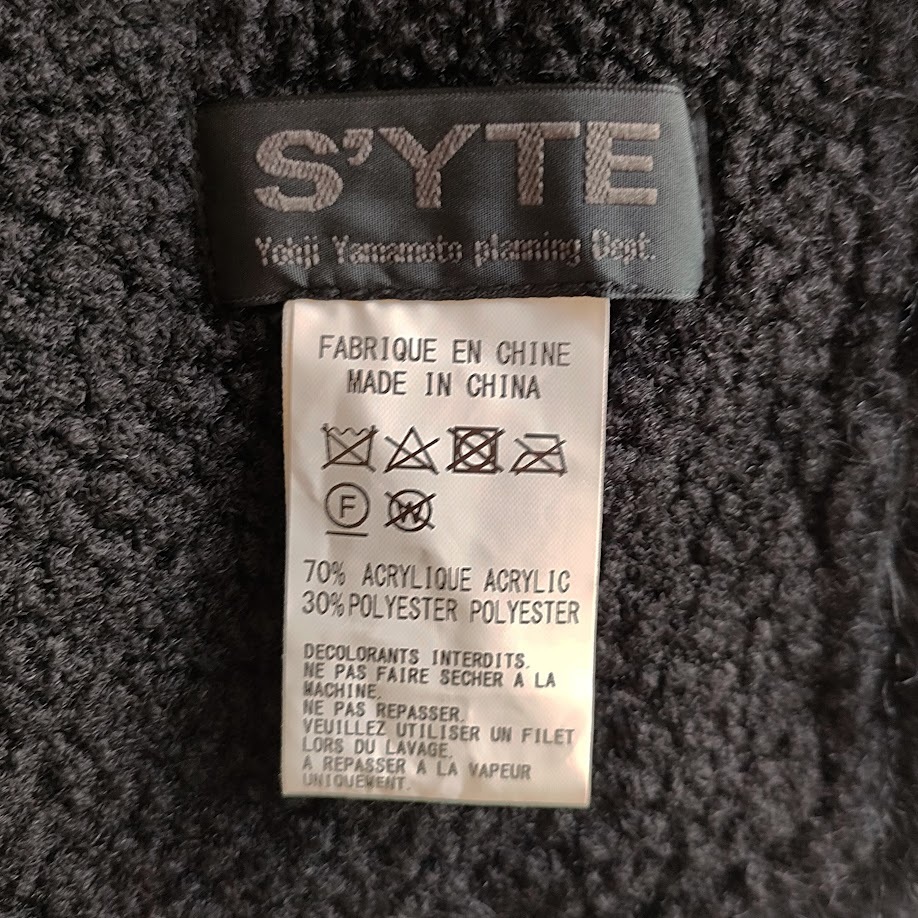 S'YTE
Yohji Yamamoto planning Dept.
FABRIQUE EN CHINE
MADE IN CHINA
F W
70% ACRYLIQUE ACRYLIC
30% POLYESTER POLYESTER
DECOLORANTS INTERDITS.
NE PAS FAIRE SECHER A LA
MACHINE.
NE PAS REPASSER.
VEUILLEZ UTILISER UN FILET
LORS DU LAVAGE.
A REPASSER A LA VAPEUR
UNIQUEMENT.